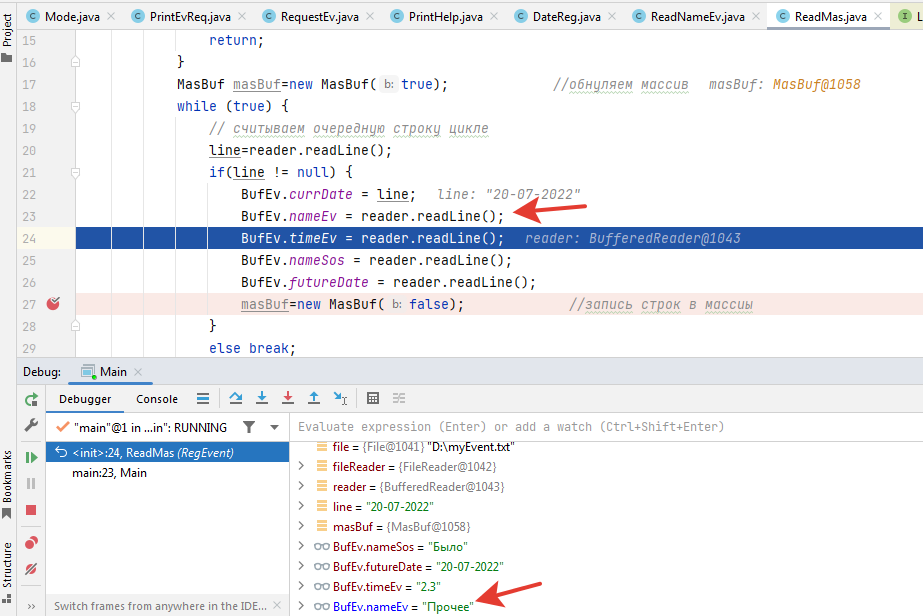 Mode.java PrintEvReq.java RequestEv.java PrintHelp.java DateReg.java ReadNameEv.java ReadMas.java
Project
15 return;
16 }
17 MasBuf masBuf=new MasBuf( b: true); //обнуляем массив masBuf: MasBuf@1058
18 while (true) {
19 // считываем очередную строку цикле
20 line=reader.readLine();
21 if(line != null) {
22 BufEv.currDate = line; line: "20-07-2022"
23 BufEv.nameEv = reader.readLine();
24 BufEv.timeEv = reader.readLine(); reader: BufferedReader@1043
25 BufEv.nameSos = reader.readLine();
26 BufEv.futureDate = reader.readLine();
27 masBuf=new MasBuf( b: false); //запись строк в массиы
28 }
29 else break;
Debug: Main
Debugger Console
"main"@1 in ...in": RUNNING
Evaluate expression (Enter) or add a watch (Ctrl+Shift+Enter)
<init>:24, ReadMas (RegEvent)
main:23, Main
file = {File@1041} "D:\myEvent.txt"
fileReader = {FileReader@1042}
reader = {BufferedReader@1043}
line = "20-07-2022"
masBuf = {MasBuf@1058}
BufEv.nameSos = "Было"
BufEv.futureDate = "20-07-2022"
BufEv.timeEv = "2.3"
BufEv.nameEv = "Прочее"
Bookmarks
Structure
Switch frames from anywhere in the IDE...